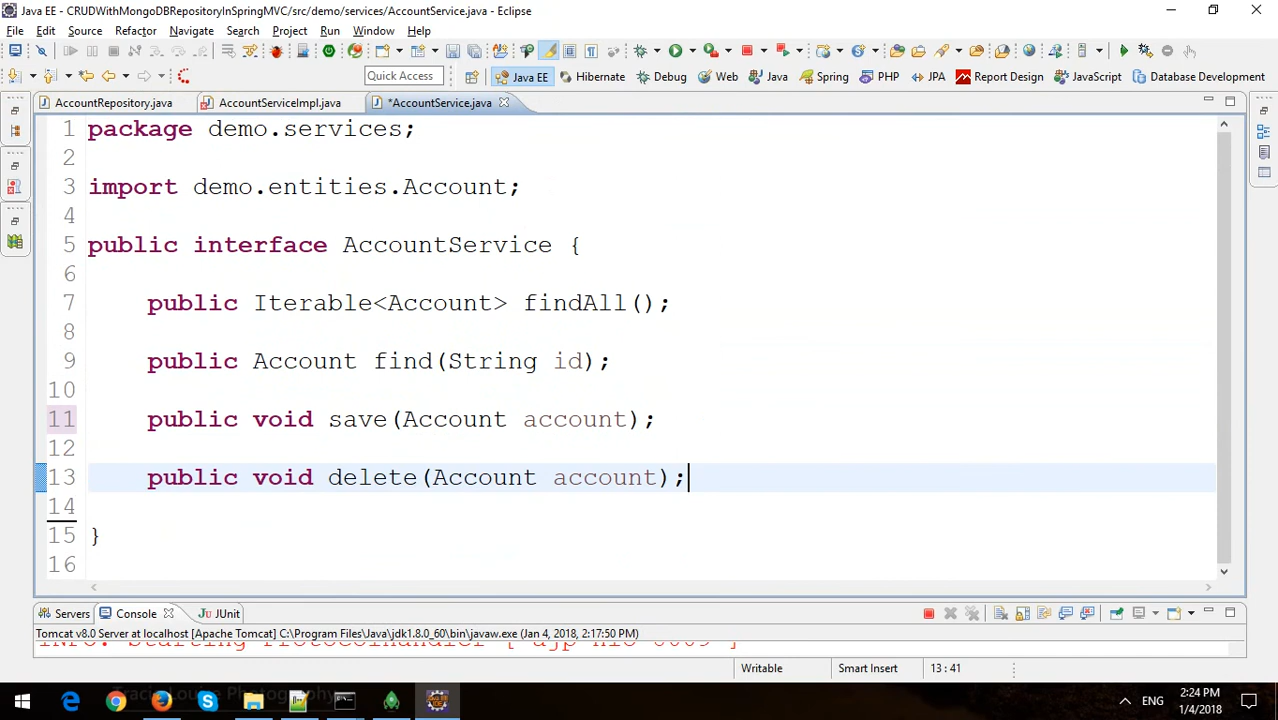 Java EE - CRUDWithMongoDBRepositoryInSpringMVC/src/demo/services/AccountService.java - Eclipse
File Edit Source Refactor Navigate Search Project Run Window Help
Quick Access Java EE Hibernate Debug Web Java Spring PHP JPA Report Design JavaScript Database Development
AccountRepository.java AccountServiceImpl.java *AccountService.java
1 package demo.services;
2
3 import demo.entities.Account;
4
5 public interface AccountService {
6
7 public Iterable<Account> findAll();
8
9 public Account find(String id);
10
11 public void save(Account account);
12
13 public void delete(Account account);
14
15 }
16
Servers Console JUnit
Tomcat v8.0 Server at localhost [Apache Tomcat] C:\Program Files\Java\jdk1.8.0_60\bin\javaw.exe (Jan 4, 2018, 2:17:50 PM)
INFO: Starting ProtocolHandler ["ajp-nio-8009"]
Writable Smart Insert 13 : 41
ENG 2:24 PM
1/4/2018